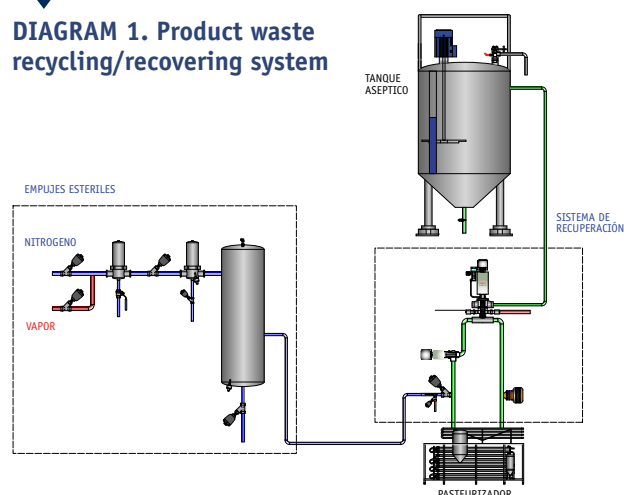 DIAGRAM 1. Product waste
recycling/recovering system
TANQUE
ASEPTICO
EMPUJES ESTERILES
SISTEMA DE
RECUPERACIÓN
NITROGENO
VAPOR
PASTEURIZADOR